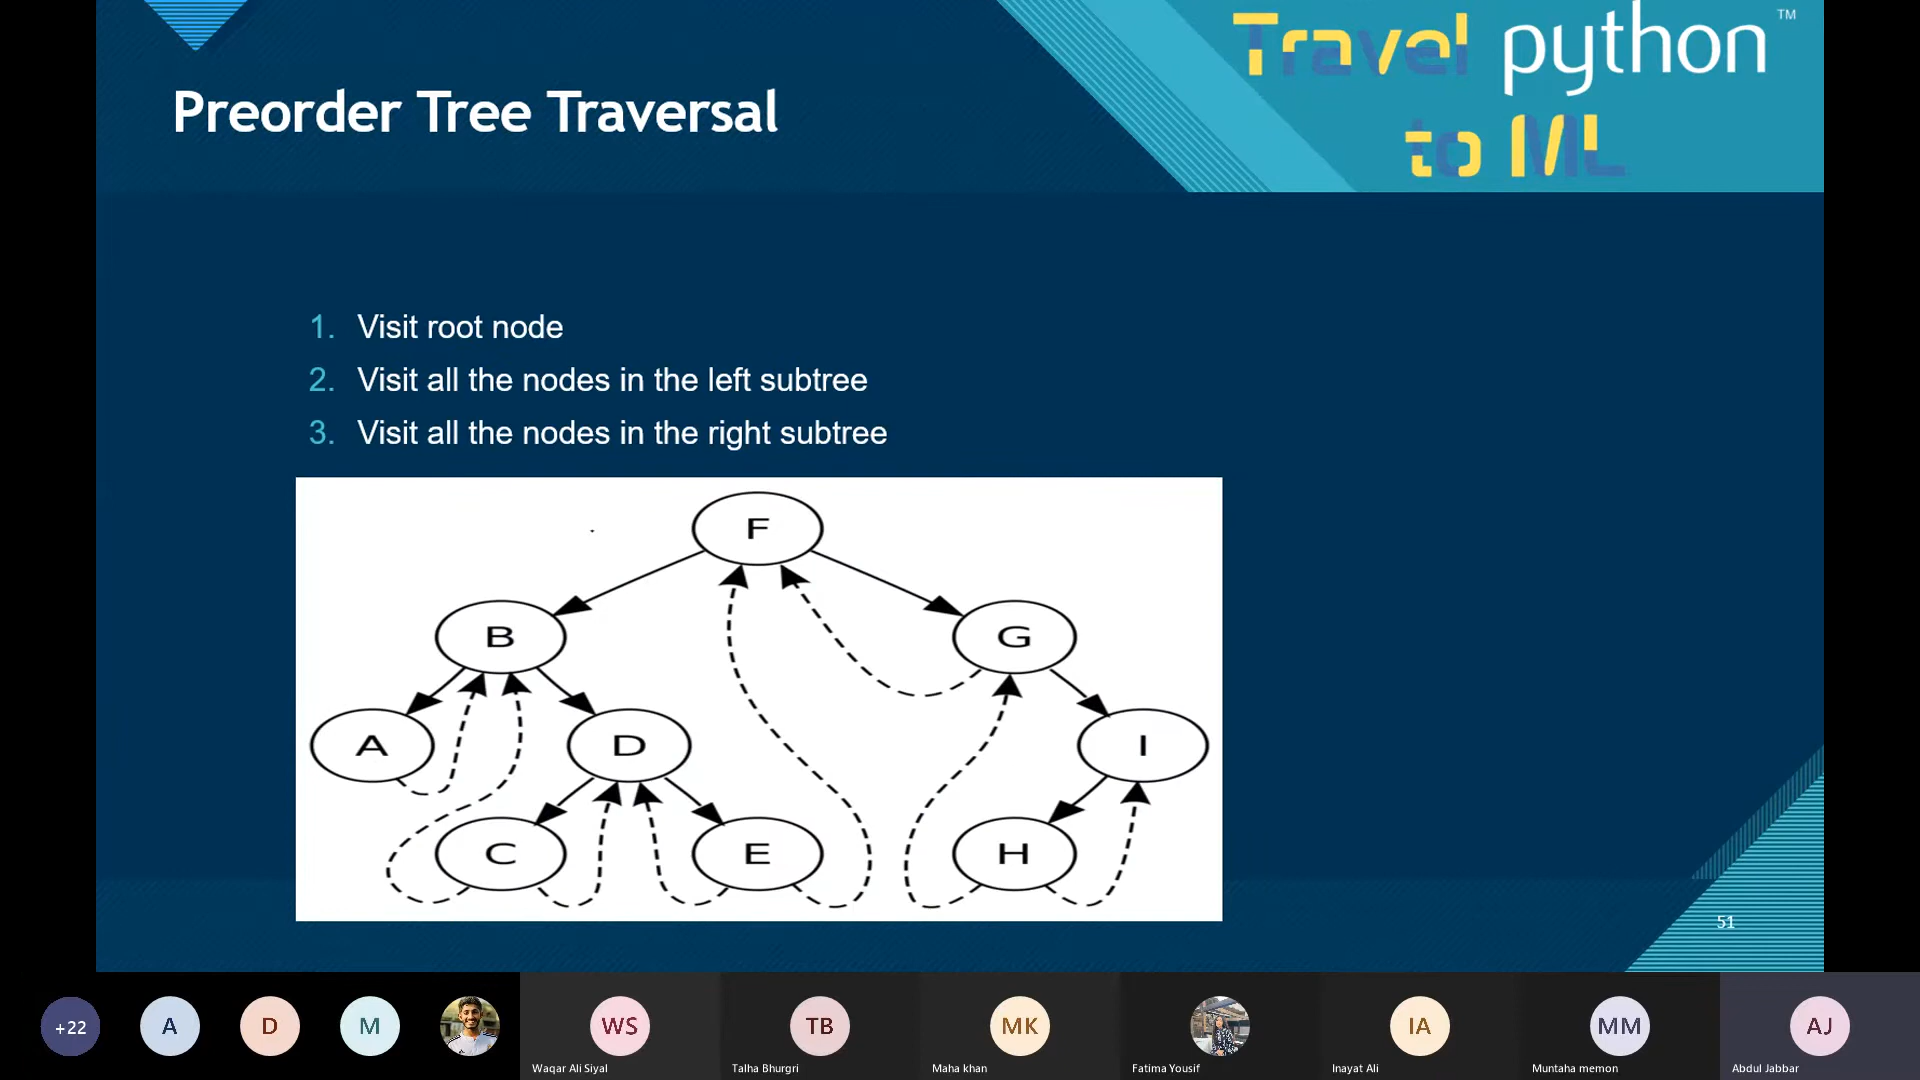 Travel python™
to ML
Preorder Tree Traversal
1. Visit root node
2. Visit all the nodes in the left subtree
3. Visit all the nodes in the right subtree
F
B
G
A
D
I
C
E
H
51
+22
A
D
M
WS
TB
MK
IA
MM
AJ
Waqar Ali Siyal
Talha Bhurgri
Maha khan
Fatima Yousif
Inayat Ali
Muntaha memon
Abdul Jabbar